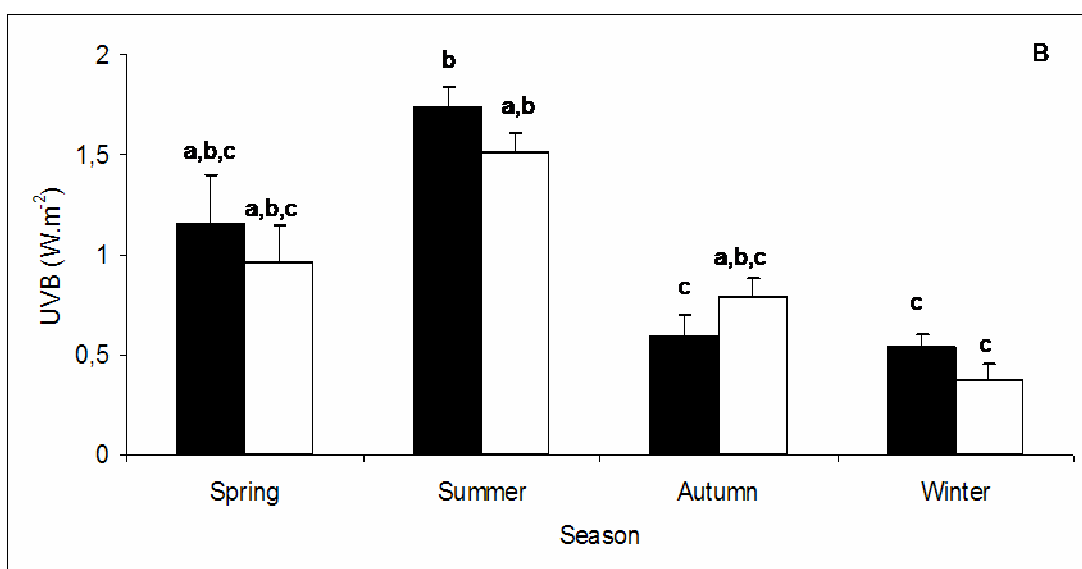 B
2
1,5
1
0,5
0
UVB (W.m-2)
a,b,c
a,b,c
b
a,b
c
a,b,c
c
c
Spring Summer Autumn Winter
Season